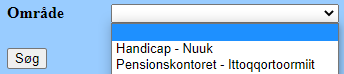 Område
Handicap - Nuuk
Søg
Pensionskontoret - Ittoqqortoormiit